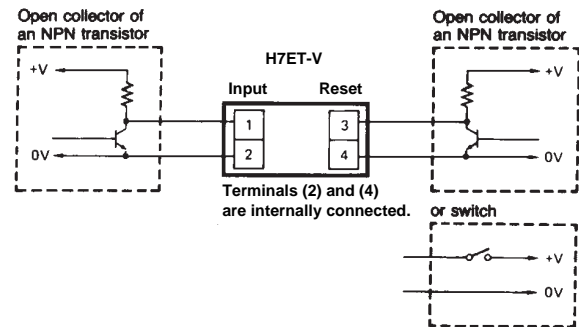 Open collector of
an NPN transistor
+V
0V
H7ET-V
Input
Reset
1
2
3
4
Terminals (2) and (4)
are internally connected.
Open collector of
an NPN transistor
+V
0V
or switch
+V
0V